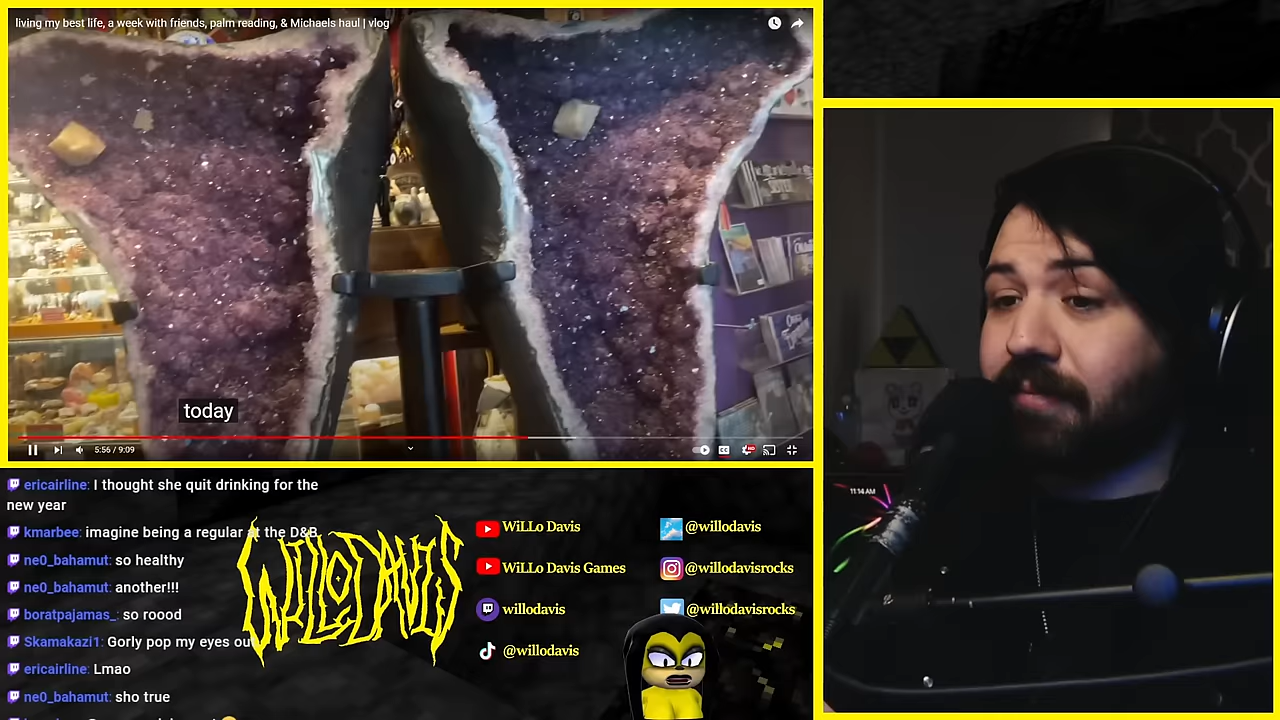 living my best life, a week with friends, palm reading, & Michaels haul | vlog
today
5:56 / 9:09
ericairline: I thought she quit drinking for the
new year
kmarbee: imagine being a regular at the D&B
ne0_bahamut: so healthy
ne0_bahamut: another!!!
boratpajamas_: so roood
Skamakazi1: Gorly pop my eyes ou
ericairline: Lmao
ne0_bahamut: sho true
WILLO DAVIS
WiLLo Davis
WiLLo Davis Games
willodavis
@willodavis
@willodavis
@willodavisrocks
@willodavisrocks
11:14 AM